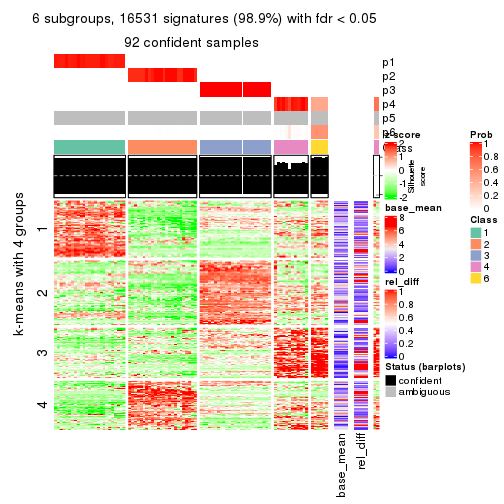 6 subgroups, 16531 signatures (98.9%) with fdr < 0.05
92 confident samples
p1
p2
p3
p4
p5
p6
Silhouette
score
k-means with 4 groups
1
2
3
4
base_mean
rel_diff
z-score
2
-2
base_mean
8
6
4
2
0
rel_diff
1
0.8
0.6
0.4
0.2
0
Status (barplots)
confident
ambiguous
Prob
1
0.8
0.6
0.4
0.2
0
Class
1
2
3
4
6